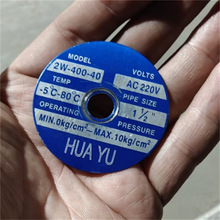 MODEL VOLTS
2W-400-40 AC 220V
TEMP PIPE SIZE
-5°C-80°C 1 1/2"
OPERATING PRESSURE
MIN.0kg/cm² MAX.10kg/cm²
HUA YU